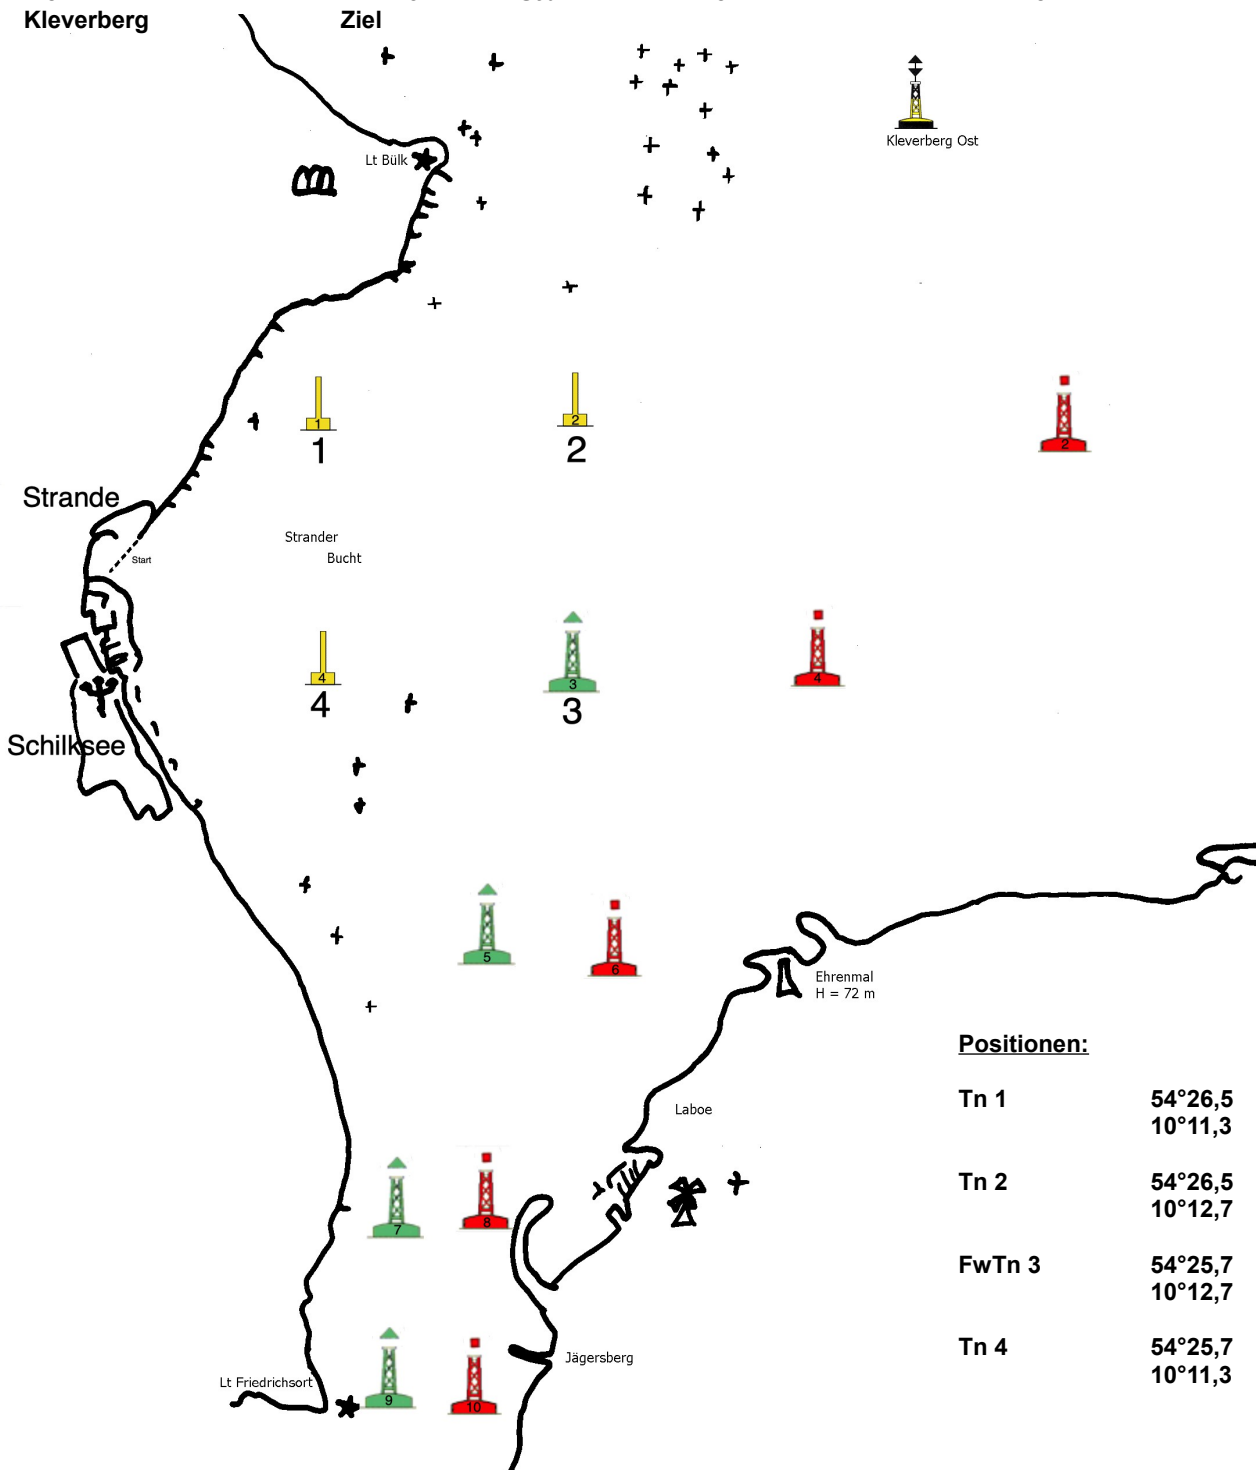 Kleverberg
Ziel
Kleverberg Ost
Lt Bülk
1
1
2
2
2
Strande
Start
Strander
Bucht
4
4
3
3
4
Schilksee
5
6
Ehrenmal
H = 72 m
Positionen:
Tn 1 54°26,5
10°11,3
Laboe
Tn 2 54°26,5
10°12,7
7
8
FwTn 3 54°25,7
10°12,7
Tn 4 54°25,7
10°11,3
Jägersberg
Lt Friedrichsort
9
10